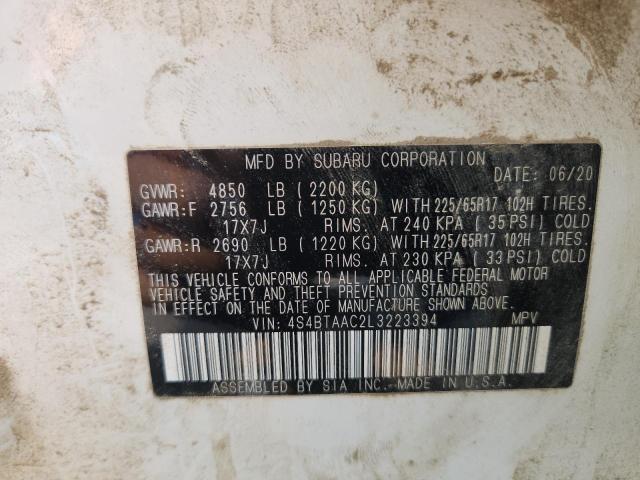 MFD BY SUBARU CORPORATION
DATE: 06/20
GVWR: 4850 LB (2200 KG)
GAWR:F 2756 LB (1250 KG) WITH 225/65R17 102H TIRES.
17X7J RIMS. AT 240 KPA (35 PSI) COLD
GAWR:R 2690 LB (1220 KG) WITH 225/65R17 102H TIRES.
17X7J RIMS. AT 230 KPA (33 PSI) COLD
THIS VEHICLE CONFORMS TO ALL APPLICABLE FEDERAL MOTOR
VEHICLE SAFETY AND THEFT PREVENTION STANDARDS
IN EFFECT ON THE DATE OF MANUFACTURE SHOWN ABOVE.
VIN: 4S4BTAAC2L3223394 MPV
ASSEMBLED BY SIA INC.-MADE IN U.S.A.